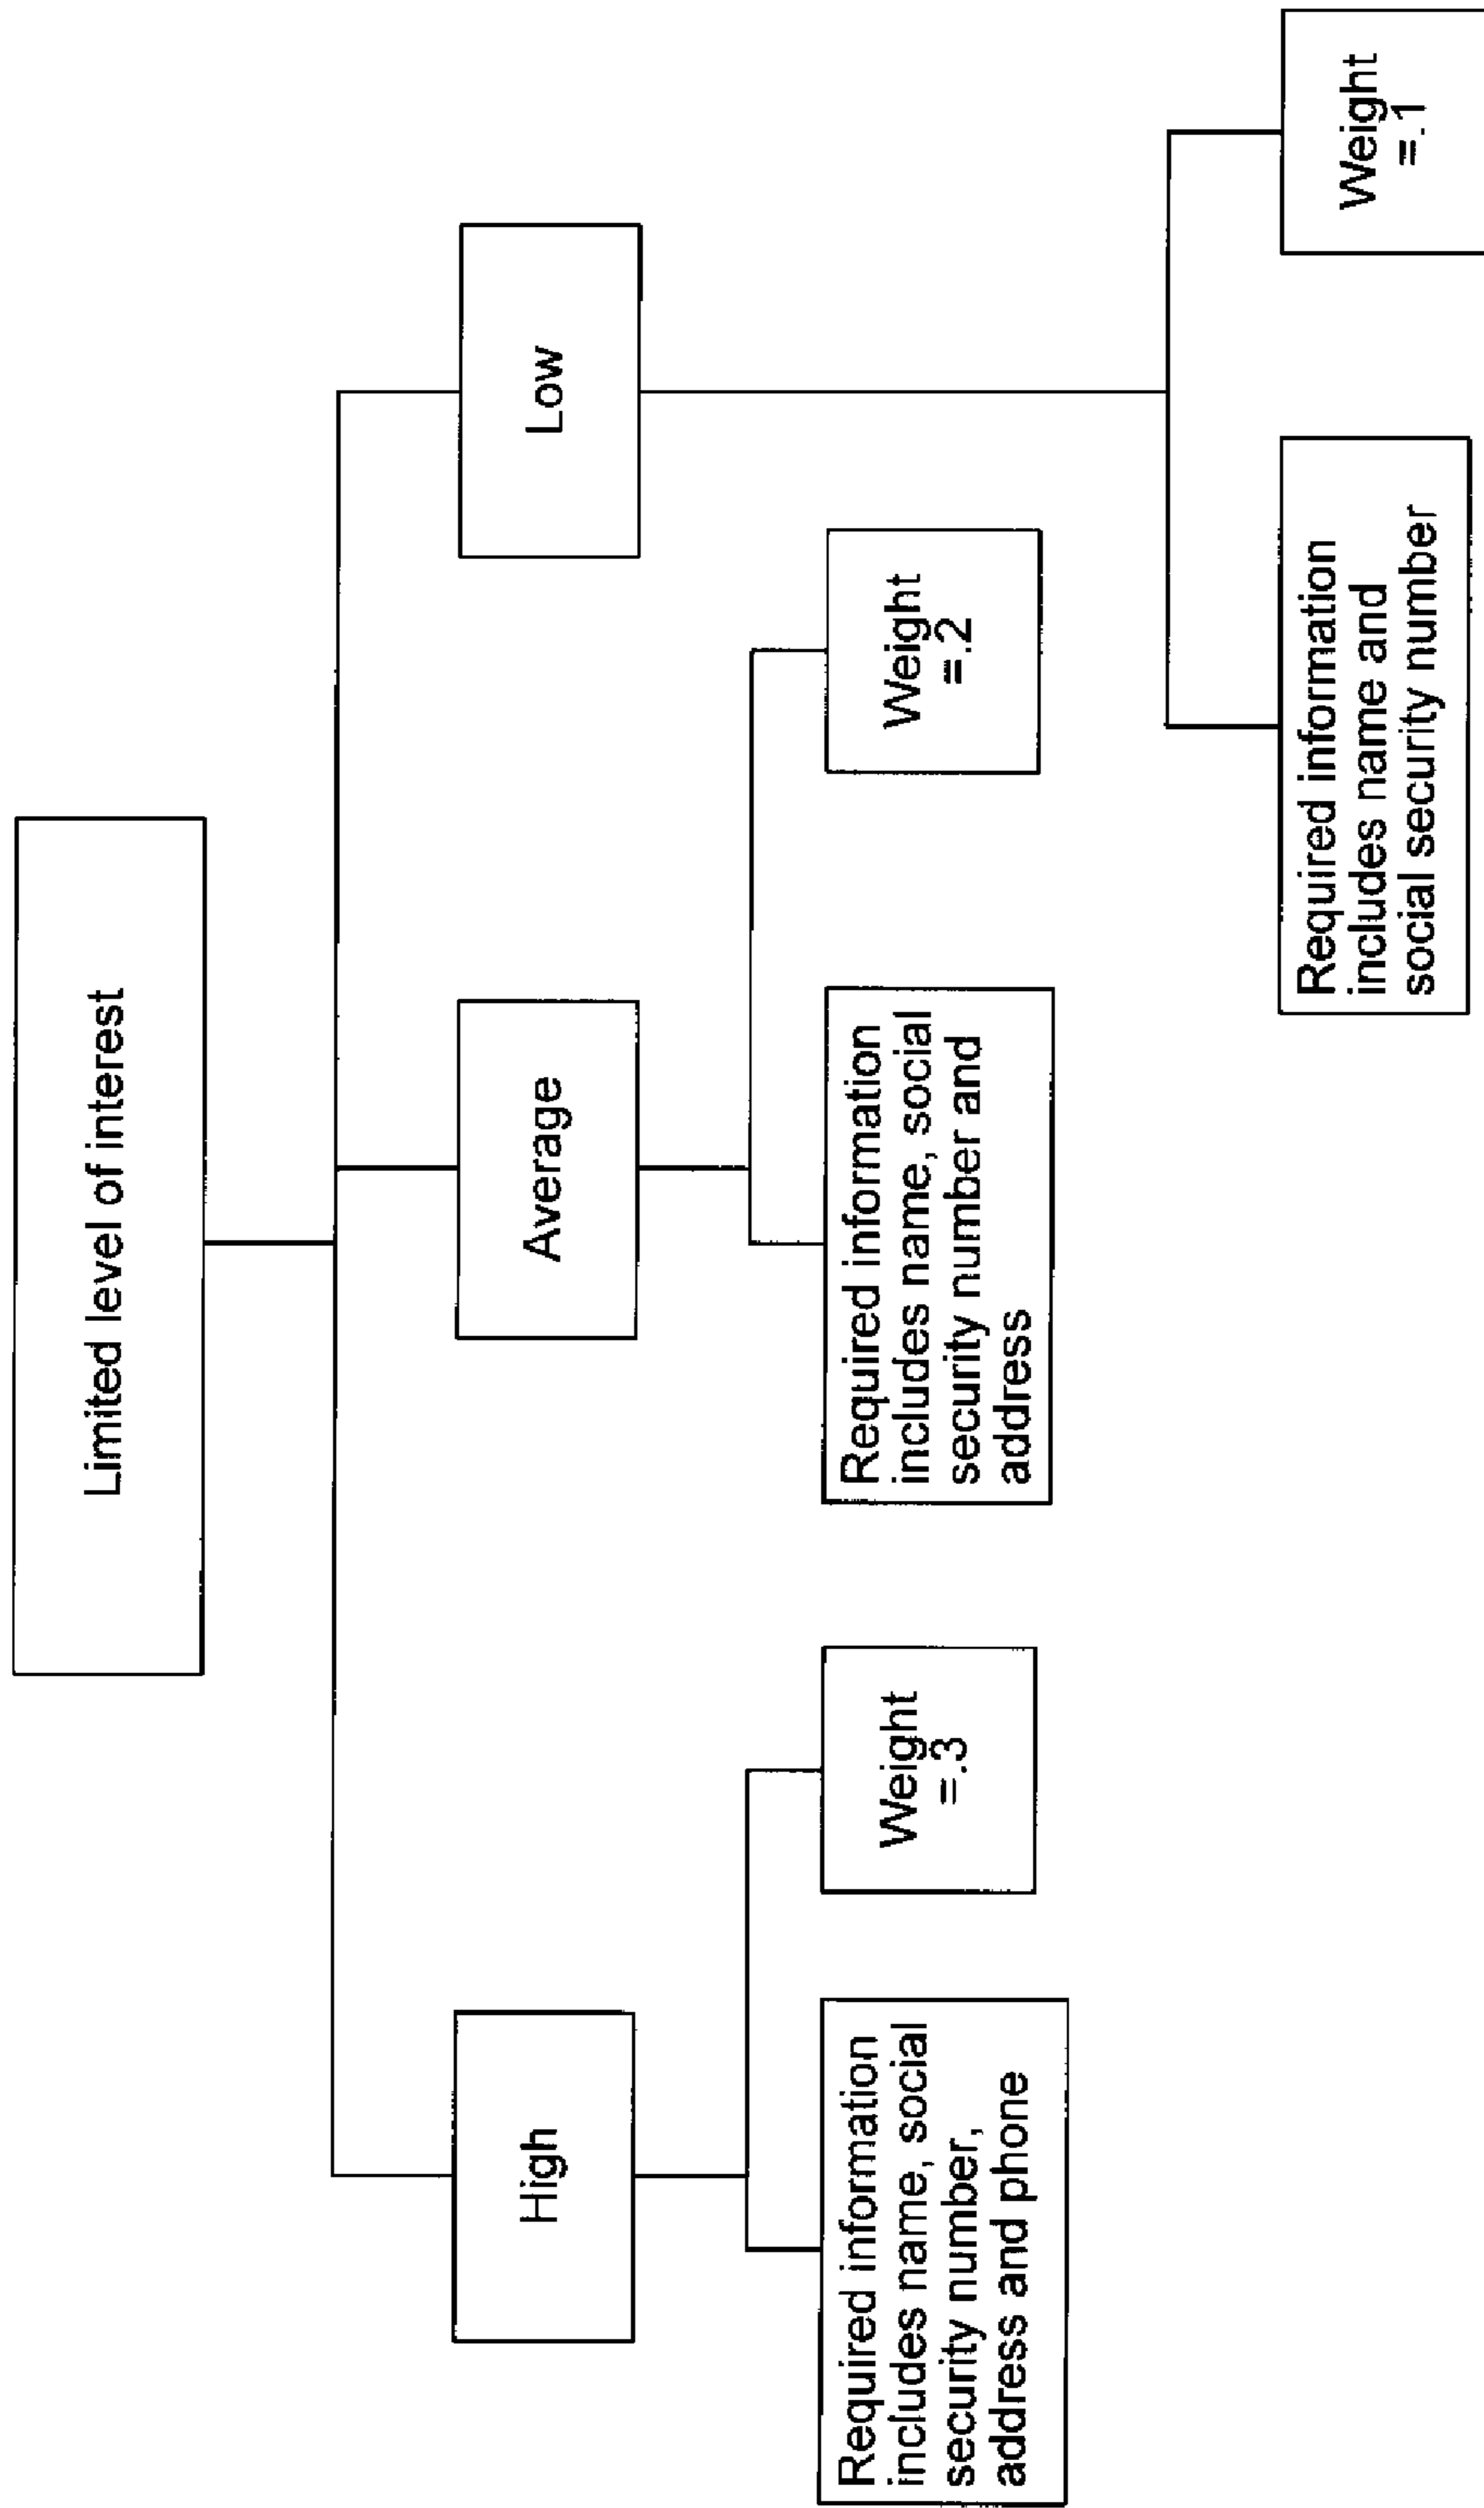 Limited level of interest
High
Average
Low
Required information
includes name, social
security number,
address and phone
Weight
=.3
Required information
includes name, social
security number and
address
Weight
=.2
Required information
includes name and
social security number
Weight
=.1